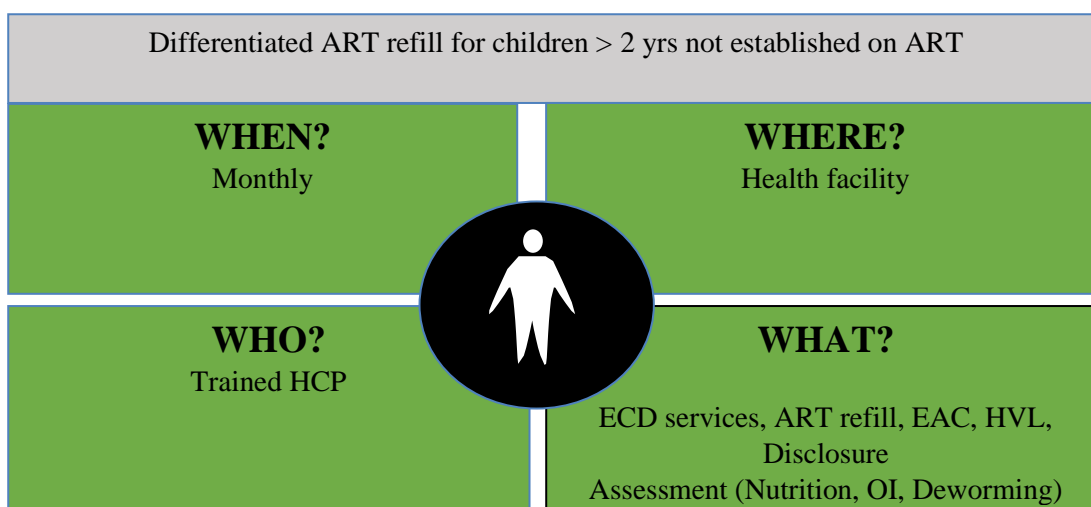 Differentiated ART refill for children > 2 yrs not established on ART
WHEN?
Monthly
WHERE?
Health facility
WHO?
Trained HCP
WHAT?
ECD services, ART refill, EAC, HVL,
Disclosure
Assessment (Nutrition, OI, Deworming)